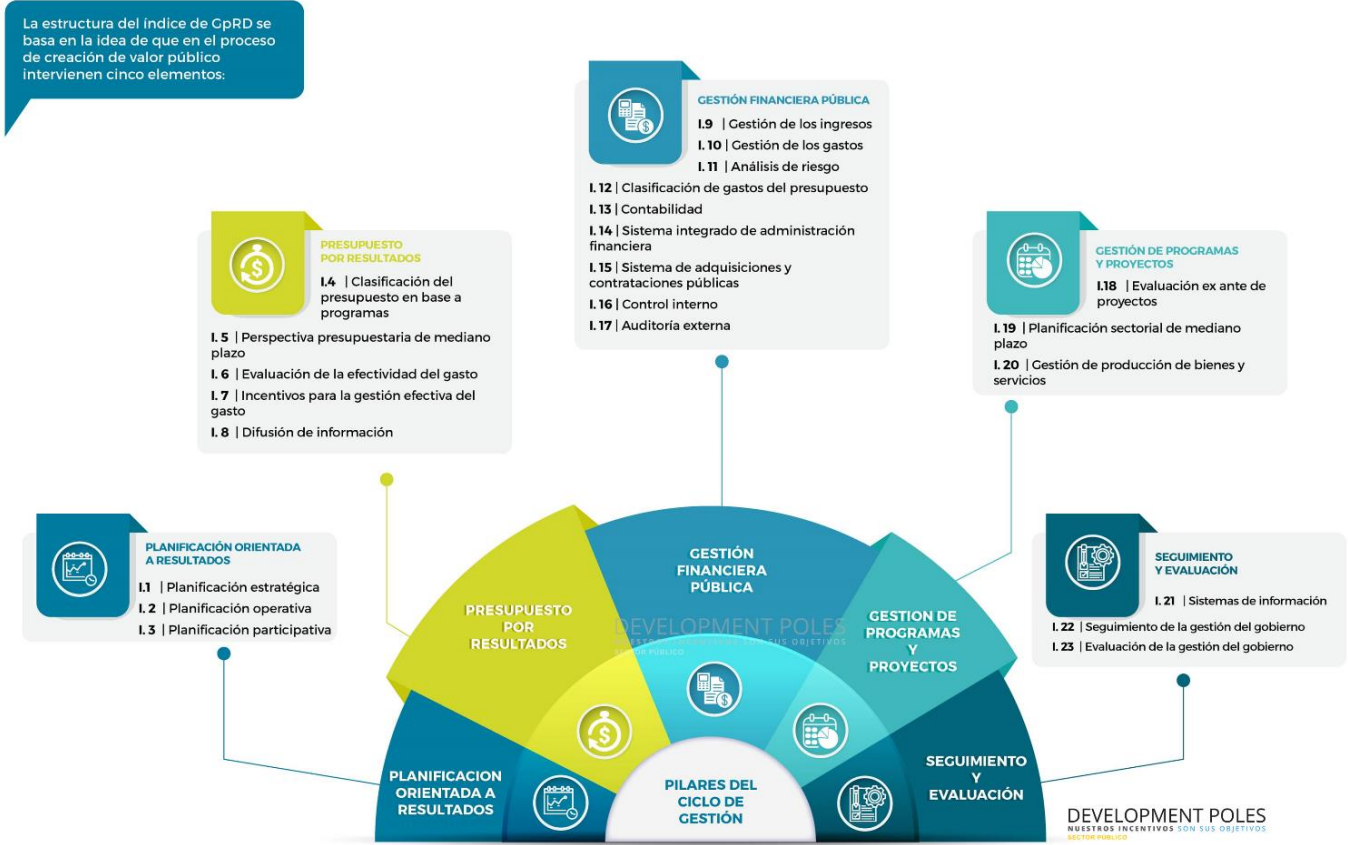 La estructura del índice de GpRD se
basa en la idea de que en el proceso
de creación de valor público
intervienen cinco elementos:
GESTIÓN FINANCIERA PÚBLICA
I.9 | Gestión de los ingresos
I. 10 | Gestión de los gastos
I. 11 | Análisis de riesgo
I. 12 | Clasificación de gastos del presupuesto
I. 13 | Contabilidad
I. 14 | Sistema integrado de administración
financiera
I. 15 | Sistema de adquisiciones y
contrataciones públicas
I. 16 | Control interno
I. 17 | Auditoría externa
PRESUPUESTO
POR RESULTADOS
I.4 | Clasificación del
presupuesto en base a
programas
I. 5 | Perspectiva presupuestaria de mediano
plazo
I. 6 | Evaluación de la efectividad del gasto
I. 7 | Incentivos para la gestión efectiva del
gasto
I. 8 | Difusión de información
GESTIÓN DE PROGRAMAS
Y PROYECTOS
I.18 | Evaluación ex ante de
proyectos
I. 19 | Planificación sectorial de mediano
plazo
I. 20 | Gestión de producción de bienes y
servicios
PLANIFICACIÓN ORIENTADA
A RESULTADOS
I.1 | Planificación estratégica
I. 2 | Planificación operativa
I. 3 | Planificación participativa
SEGUIMIENTO
Y EVALUACIÓN
I. 21 | Sistemas de información
I. 22 | Seguimiento de la gestión del gobierno
I. 23 | Evaluación de la gestión del gobierno
GESTIÓN
FINANCIERA
PÚBLICA
PRESUPUESTO
POR
RESULTADOS
GESTION DE
PROGRAMAS
Y
PROYECTOS
DEVELOPMENT POLES
NUESTROS INCENTIVOS SON SUS OBJETIVOS
SECTOR PÚBLICO
PLANIFICACION
ORIENTADA A
RESULTADOS
PILARES DEL
CICLO DE
GESTIÓN
SEGUIMIENTO
Y
EVALUACIÓN
DEVELOPMENT POLES
NUESTROS INCENTIVOS SON SUS OBJETIVOS
SECTOR PÚBLICO